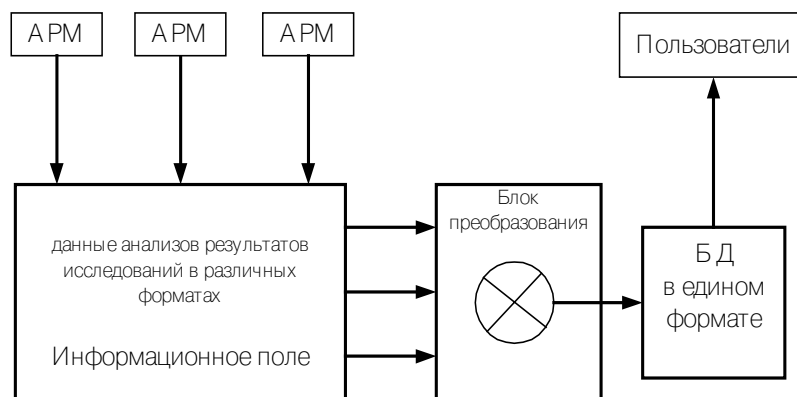 АРМ
АРМ
АРМ
Пользователи
данные анализов результатов
исследований в различных
форматах
Информационное поле
Блок
преобразования
БД
в едином
формате